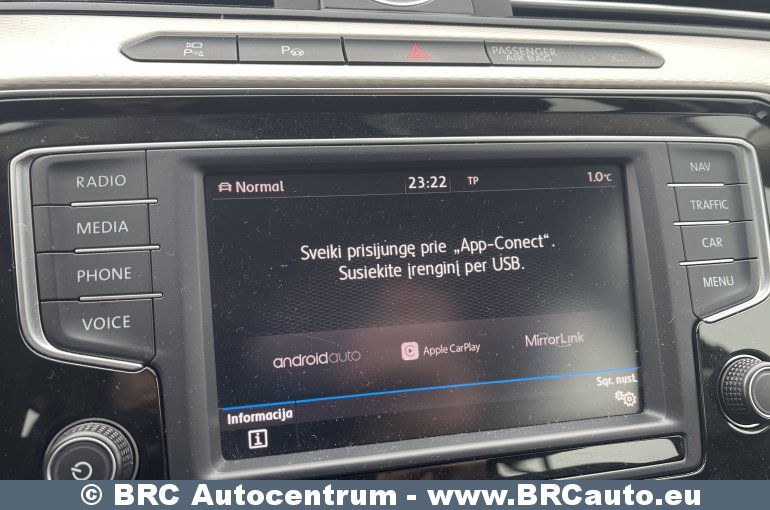 P
P
PASSENGER
AIR BAG
RADIO
MEDIA
PHONE
VOICE
NAV
TRAFFIC
CAR
MENU
Normal 23:22 TP 1.0°C
Sveiki prisijungę prie „App-Conect“.
Susiekite įrenginį per USB.
androidauto Apple CarPlay MirrorLink
Informacija Sąr. nust.
i
© BRC Autocentrum - www.BRCauto.eu